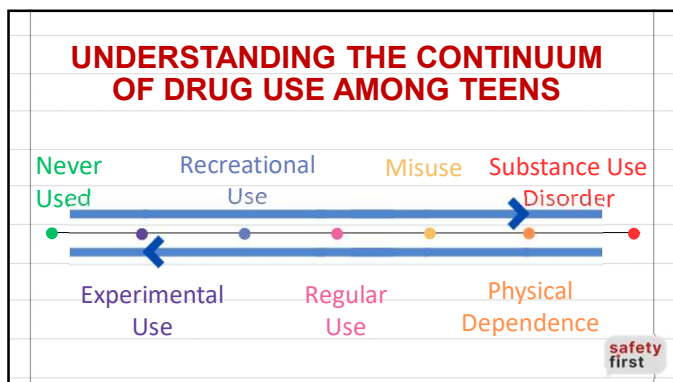 UNDERSTANDING THE CONTINUUM
OF DRUG USE AMONG TEENS
Never
Used
Recreational
Use
Misuse
Substance Use
Disorder
Experimental
Use
Regular
Use
Physical
Dependence
safety
first